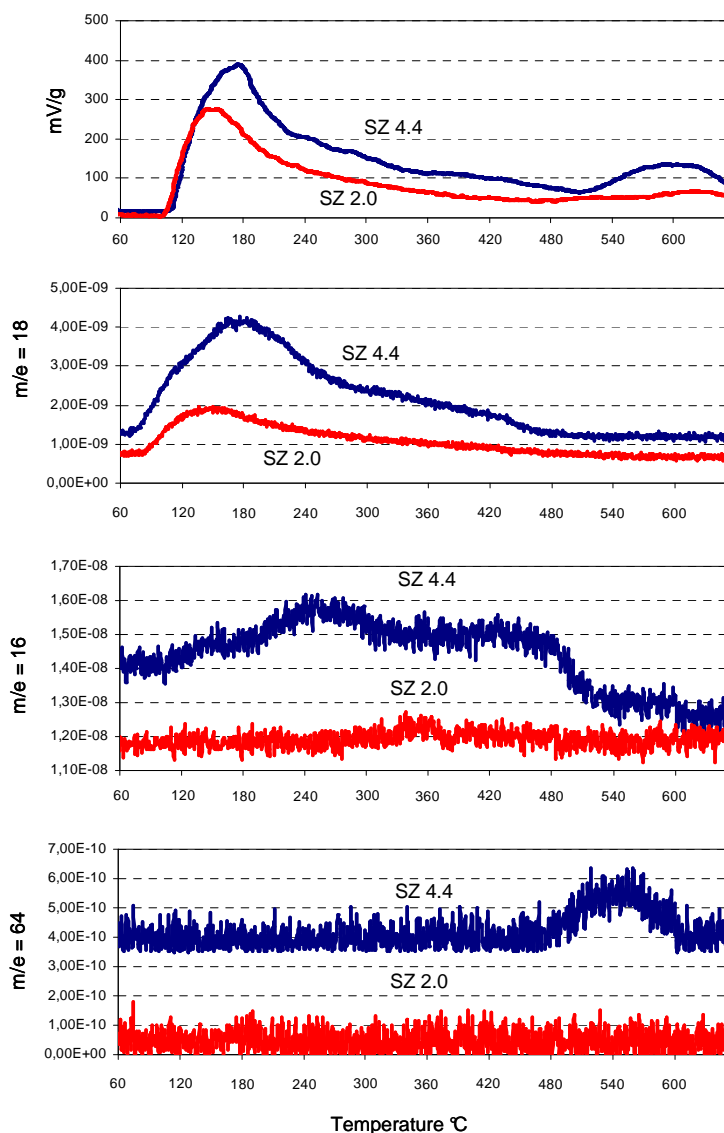 500
400
300
200
100
0
mV/g
SZ 4.4
SZ 2.0
60 120 180 240 300 360 420 480 540 600
5,00E-09
4,00E-09
3,00E-09
2,00E-09
1,00E-09
0,00E+00
m/e = 18
SZ 4.4
SZ 2.0
60 120 180 240 300 360 420 480 540 600
1,70E-08
1,60E-08
1,50E-08
1,40E-08
1,30E-08
1,20E-08
1,10E-08
m/e = 16
SZ 4.4
SZ 2.0
60 120 180 240 300 360 420 480 540 600
7,00E-10
6,00E-10
5,00E-10
4,00E-10
3,00E-10
2,00E-10
1,00E-10
0,00E+00
m/e = 64
SZ 4.4
SZ 2.0
60 120 180 240 300 360 420 480 540 600
Temperature °C